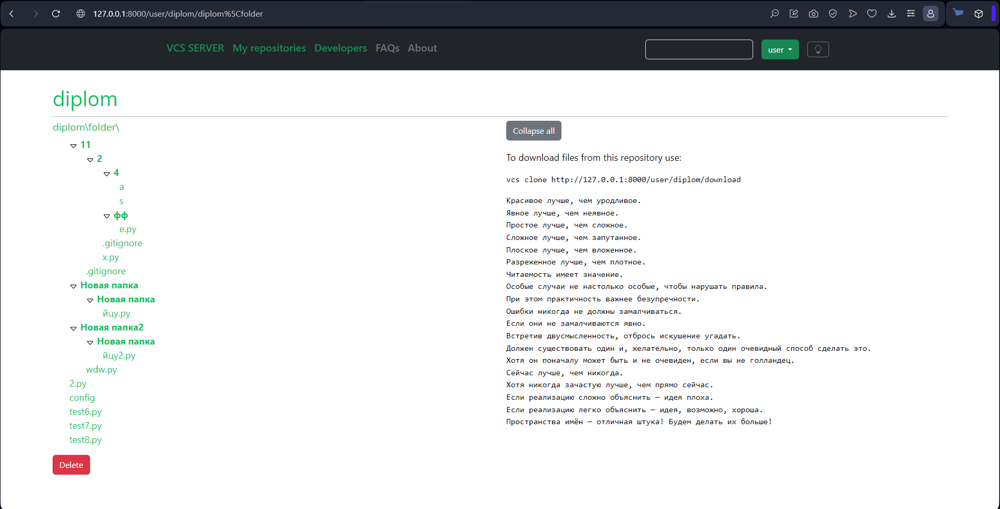 127.0.0.1:8000/user/diplom/diplom%5Cfolder
VCS SERVER My repositories Developers FAQs About
user
diplom
diplom\folder\
11
2
4
a
s
фф
e.py
.gitignore
x.py
.gitignore
Новая папка
Новая папка
йцу.py
Новая папка2
Новая папка
йцу2.py
wdw.py
2.py
config
test6.py
test7.py
test8.py
Delete
Collapse all
To download files from this repository use:
vcs clone http://127.0.0.1:8000/user/diplom/download
Красивое лучше, чем уродливое.
Явное лучше, чем неявное.
Простое лучше, чем сложное.
Сложное лучше, чем запутанное.
Плоское лучше, чем вложенное.
Разреженное лучше, чем плотное.
Читаемость имеет значение.
Особые случаи не настолько особые, чтобы нарушать правила.
При этом практичность важнее безупречности.
Ошибки никогда не должны замалчиваться.
Если они не замалчиваются явно.
Встретив двусмысленность, отбрось искушение угадать.
Должен существовать один и, желательно, только один очевидный способ сделать это.
Хотя он поначалу может быть и не очевиден, если вы не голландец.
Сейчас лучше, чем никогда.
Хотя никогда зачастую лучше, чем прямо сейчас.
Если реализацию сложно объяснить — идея плоха.
Если реализацию легко объяснить — идея, возможно, хороша.
Пространства имён — отличная штука! Будем делать их больше!